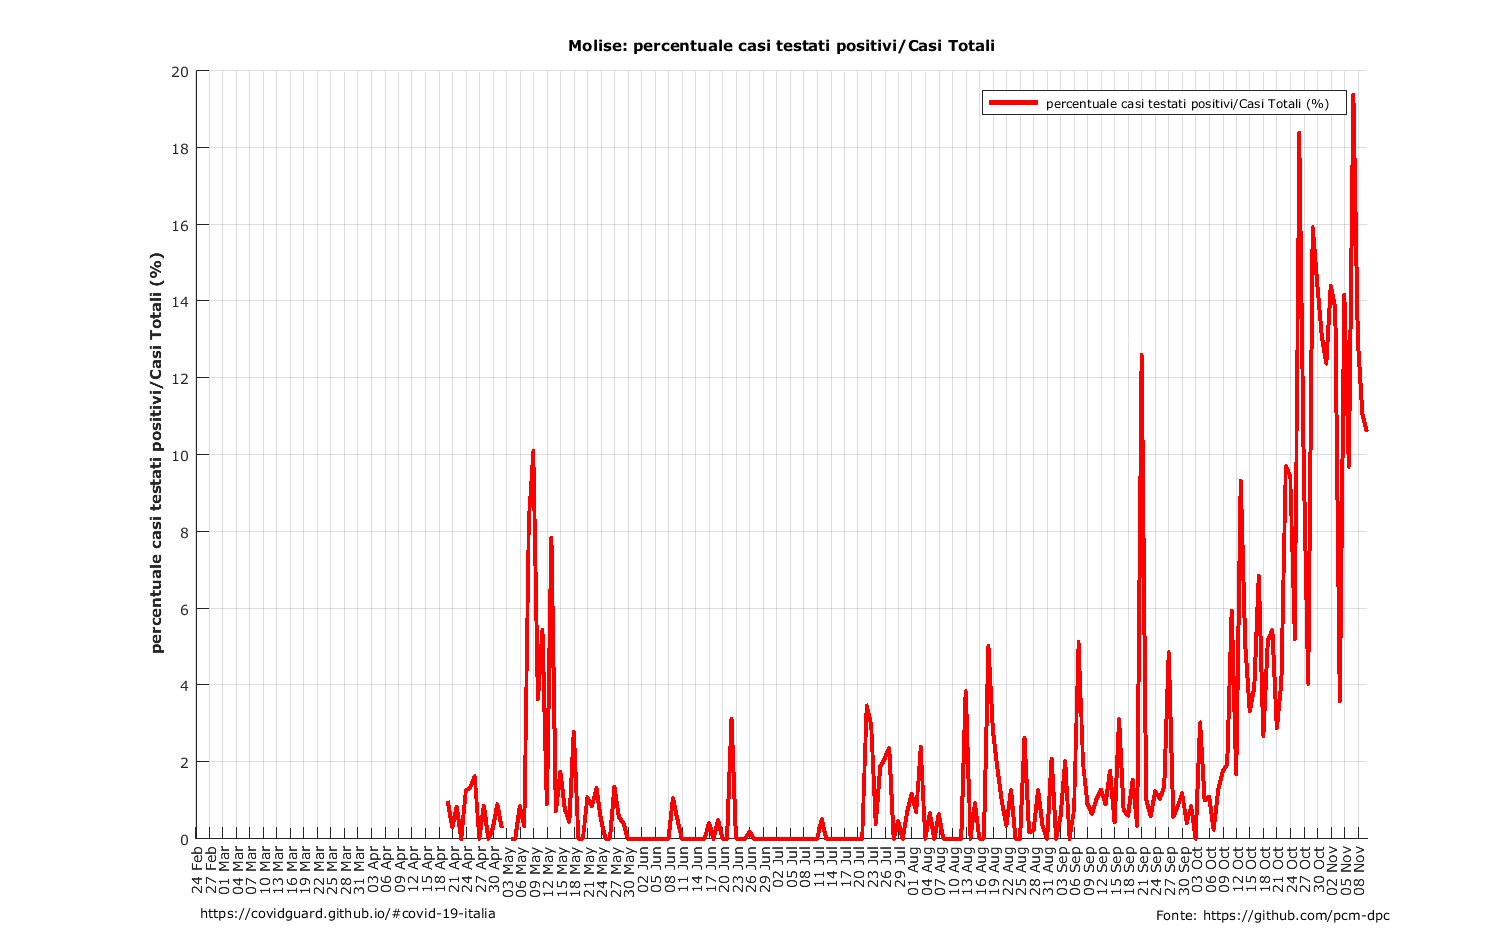 Molise: percentuale casi testati positivi/Casi Totali
percentuale casi testati positivi/Casi Totali (%)
percentuale casi testati positivi/Casi Totali (%)
20
18
16
14
12
10
8
6
4
2
0
24 Feb
27 Feb
01 Mar
04 Mar
07 Mar
10 Mar
13 Mar
16 Mar
19 Mar
22 Mar
25 Mar
28 Mar
31 Mar
03 Apr
06 Apr
09 Apr
12 Apr
15 Apr
18 Apr
21 Apr
24 Apr
27 Apr
30 Apr
03 May
06 May
09 May
12 May
15 May
18 May
21 May
24 May
27 May
30 May
02 Jun
05 Jun
08 Jun
11 Jun
14 Jun
17 Jun
20 Jun
23 Jun
26 Jun
29 Jun
02 Jul
05 Jul
08 Jul
11 Jul
14 Jul
17 Jul
20 Jul
23 Jul
26 Jul
29 Jul
01 Aug
04 Aug
07 Aug
10 Aug
13 Aug
16 Aug
19 Aug
22 Aug
25 Aug
28 Aug
31 Aug
03 Sep
06 Sep
09 Sep
12 Sep
15 Sep
18 Sep
21 Sep
24 Sep
27 Sep
30 Sep
03 Oct
06 Oct
09 Oct
12 Oct
15 Oct
18 Oct
21 Oct
24 Oct
27 Oct
30 Oct
02 Nov
05 Nov
08 Nov
https://covidguard.github.io/#covid-19-italia
Fonte: https://github.com/pcm-dpc